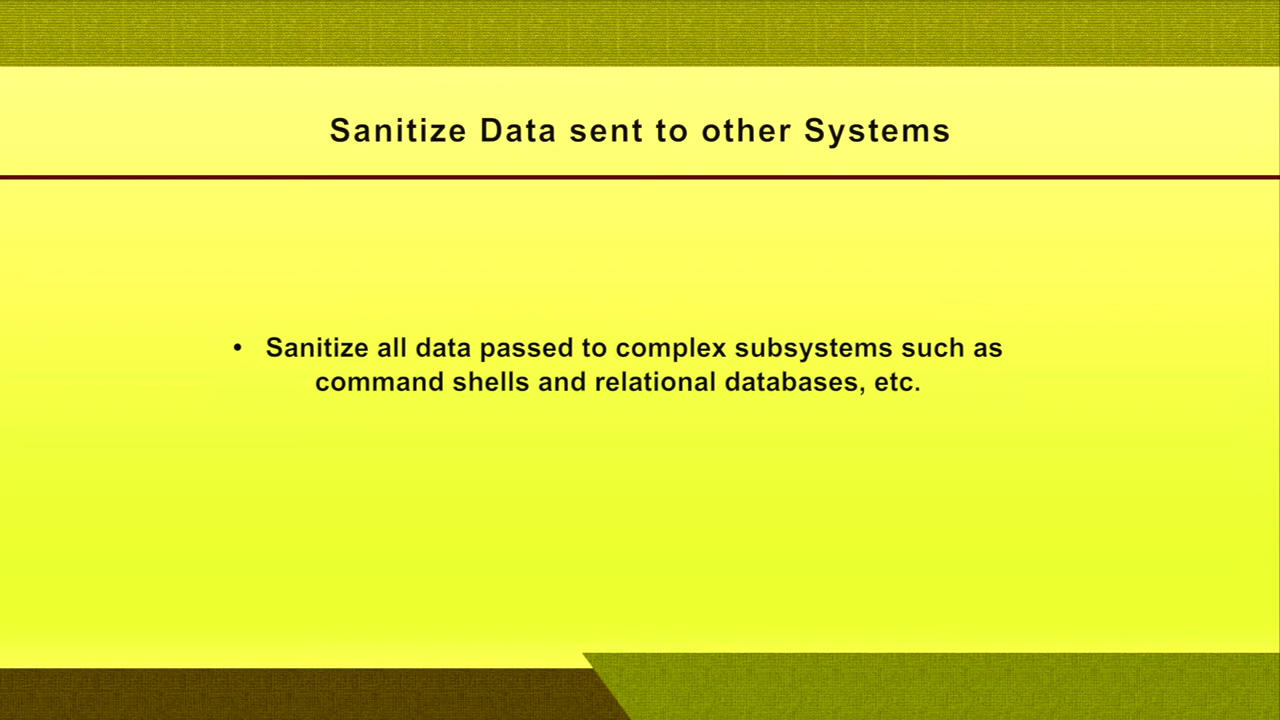 Sanitize Data sent to other Systems
• Sanitize all data passed to complex subsystems such as
command shells and relational databases, etc.